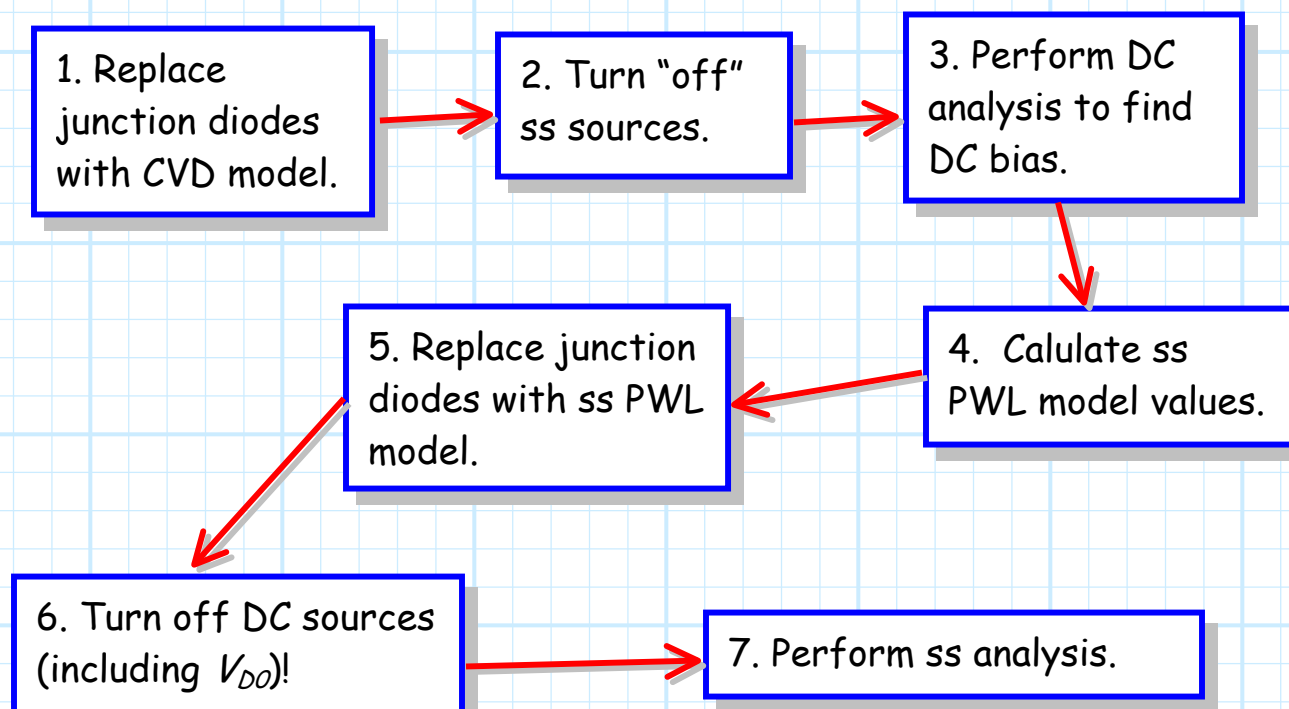 1. Replace
junction diodes
with CVD model.
2. Turn “off”
ss sources.
3. Perform DC
analysis to find
DC bias.
4. Calulate ss
PWL model values.
5. Replace junction
diodes with ss PWL
model.
6. Turn off DC sources
(including V_D0)!
7. Perform ss analysis.